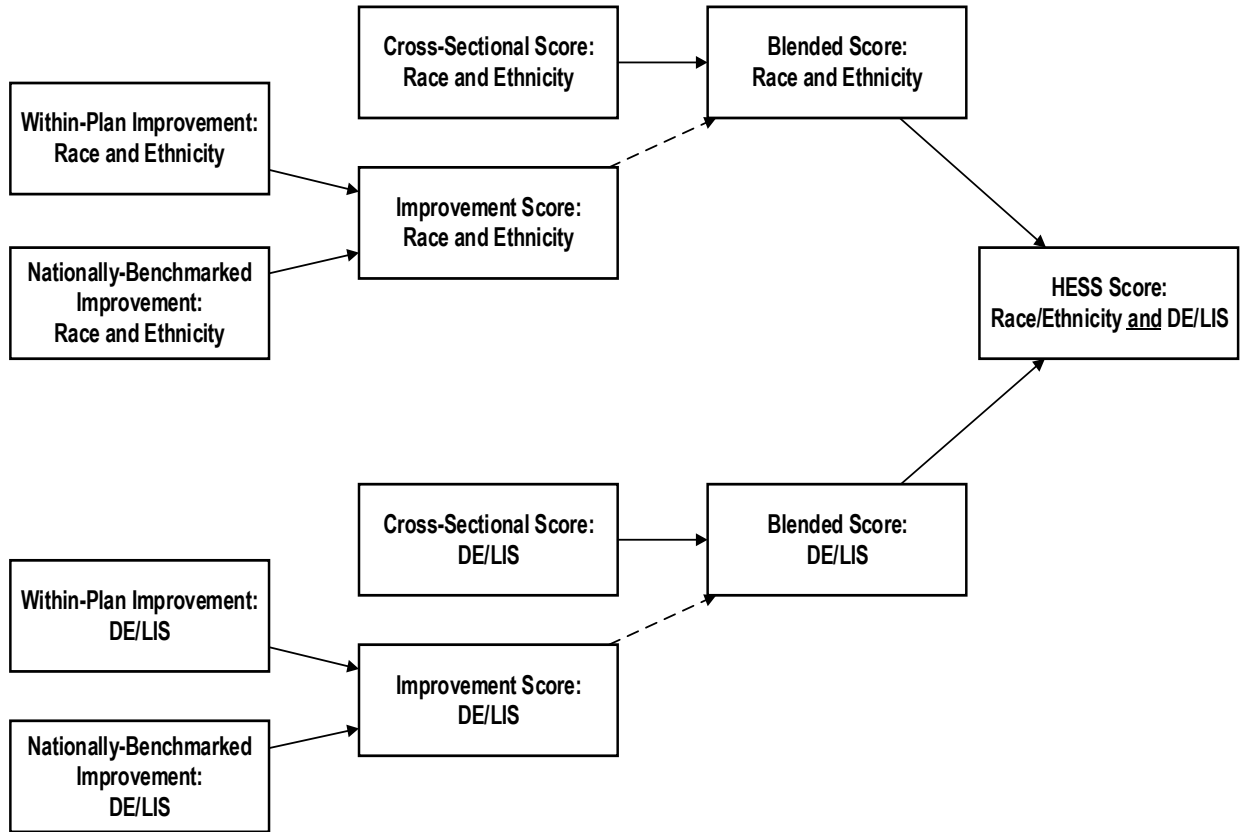 Cross-Sectional Score:
Race and Ethnicity
Blended Score:
Race and Ethnicity
Within-Plan Improvement:
Race and Ethnicity
Improvement Score:
Race and Ethnicity
Nationally-Benchmarked
Improvement:
Race and Ethnicity
HESS Score:
Race/Ethnicity and DE/LIS
Cross-Sectional Score:
DE/LIS
Blended Score:
DE/LIS
Within-Plan Improvement:
DE/LIS
Improvement Score:
DE/LIS
Nationally-Benchmarked
Improvement:
DE/LIS